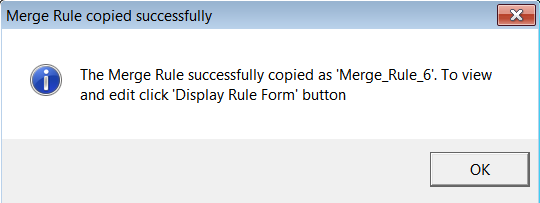 Merge Rule copied successfully
The Merge Rule successfully copied as 'Merge_Rule_6'. To view
and edit click 'Display Rule Form' button
OK